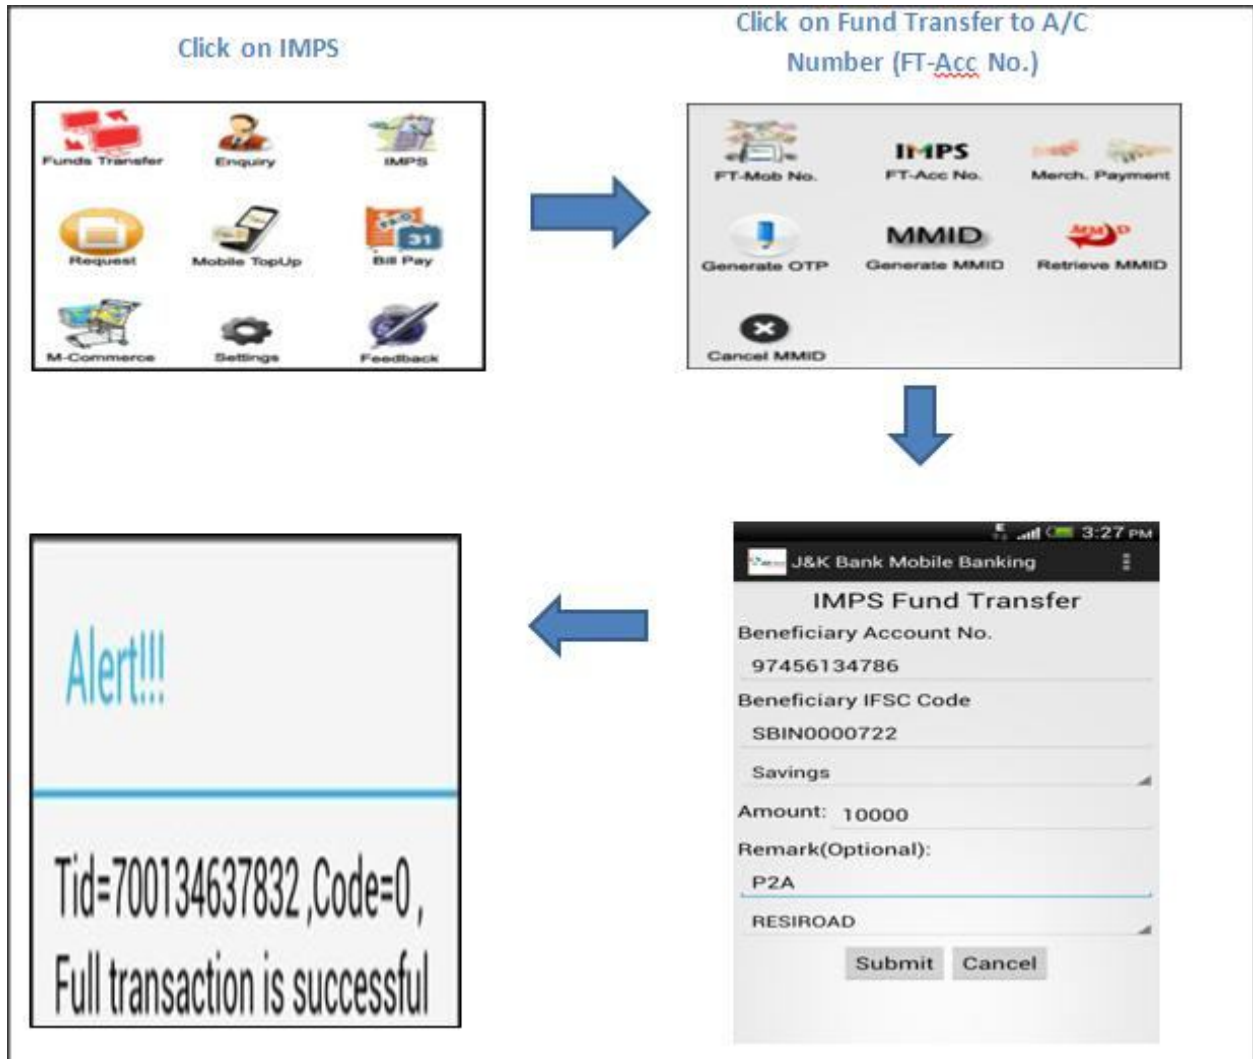 Click on IMPS
Click on Fund Transfer to A/C
Number (FT-Acc No.)
Funds Transfer
Enquiry
IMPS
Request
Mobile TopUp
31
Bill Pay
M-Commerce
Settings
Feedback
FT-Mob No.
IMPS
FT-Acc No.
Merch. Payment
Generate OTP
MMID
Generate MMID
MMID
Retrieve MMID
Cancel MMID
3:27 PM
J&K Bank Mobile Banking
IMPS Fund Transfer
Beneficiary Account No.
97456134786
Beneficiary IFSC Code
SBIN0000722
Savings
Amount: 10000
Remark(Optional):
P2A
RESIROAD
Submit Cancel
Alert!!!
Tid=700134637832,Code=0,
Full transaction is successful